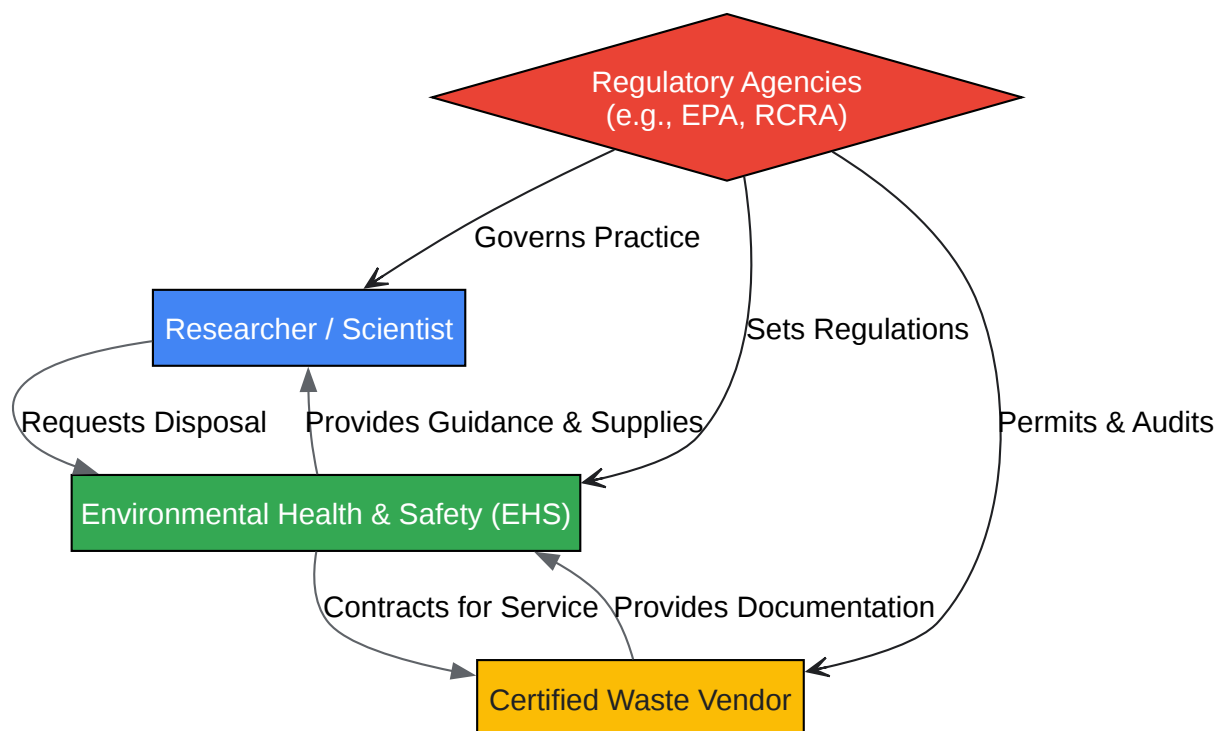 Regulatory Agencies
(e.g., EPA, RCRA)
Governs Practice
Researcher / Scientist
Sets Regulations
Requests Disposal
Provides Guidance & Supplies
Permits & Audits
Environmental Health & Safety (EHS)
Contracts for Service
Provides Documentation
Certified Waste Vendor